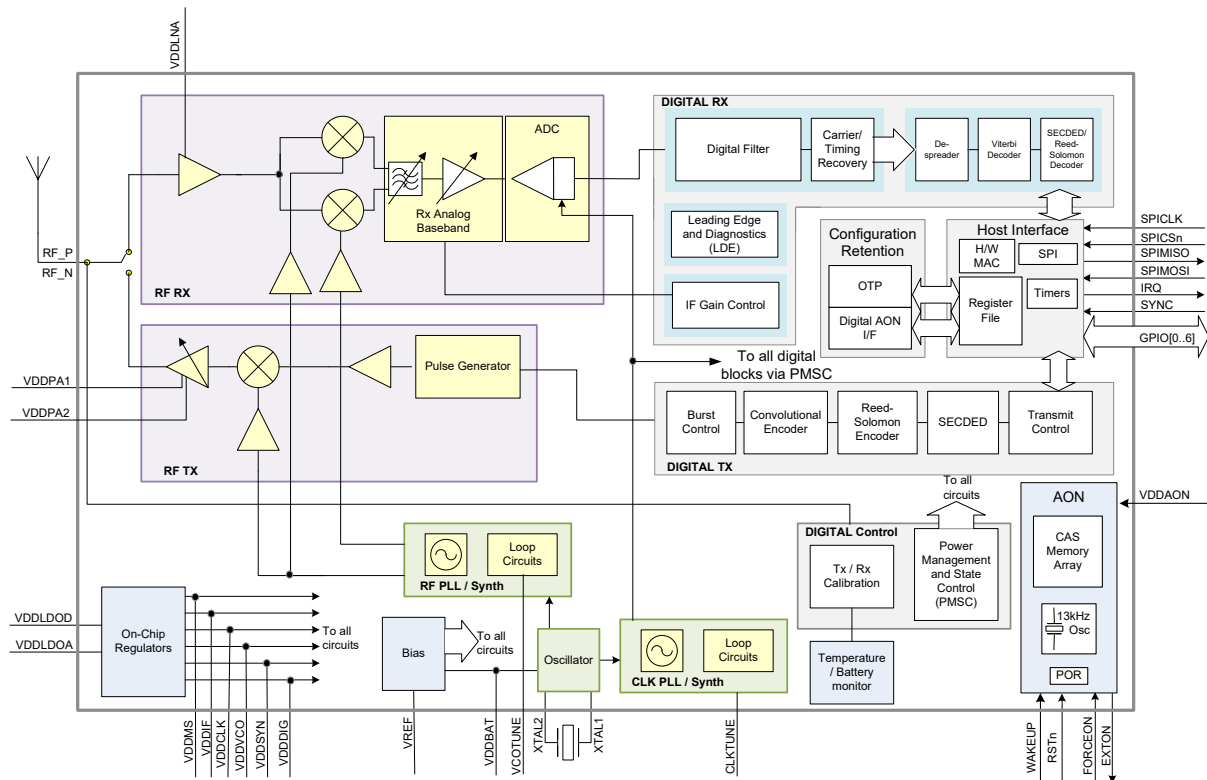 VDDLNA
RF_P
RF_N
ADC
Rx Analog
Baseband
RF RX
DIGITAL RX
Digital Filter
Carrier/
Timing
Recovery
De-
spreader
Viterbi
Decoder
SECDED/
Reed-
Solomon
Decoder
Leading Edge
and Diagnostics
(LDE)
IF Gain Control
Configuration
Retention
OTP
Digital AON
I/F
Host Interface
H/W
MAC
SPI
Register
File
Timers
SPICLK
SPICSn
SPIMISO
SPIMOSI
IRQ
SYNC
GPIO[0..6]
VDDPA1
VDDPA2
Pulse Generator
RF TX
To all digital
blocks via PMSC
Burst
Control
Convolutional
Encoder
Reed-
Solomon
Encoder
SECDED
Transmit
Control
DIGITAL TX
To all
circuits
DIGITAL Control
Tx / Rx
Calibration
Power
Management
and State
Control
(PMSC)
Temperature
/ Battery
monitor
AON
CAS
Memory
Array
13kHz
Osc
POR
VDDAON
Loop
Circuits
RF PLL / Synth
VDDLDOD
VDDLDOA
On-Chip
Regulators
To all
circuits
Bias
To all
circuits
Oscillator
Loop
Circuits
CLK PLL / Synth
VDDMS
VDDIF
VDDCLK
VDDVCO
VDDSYN
VDDDIG
VREF
VDDBAT
VCOTUNE
XTAL2
XTAL1
CLKTUNE
WAKEUP
RSTn
FORCEON
EXTON